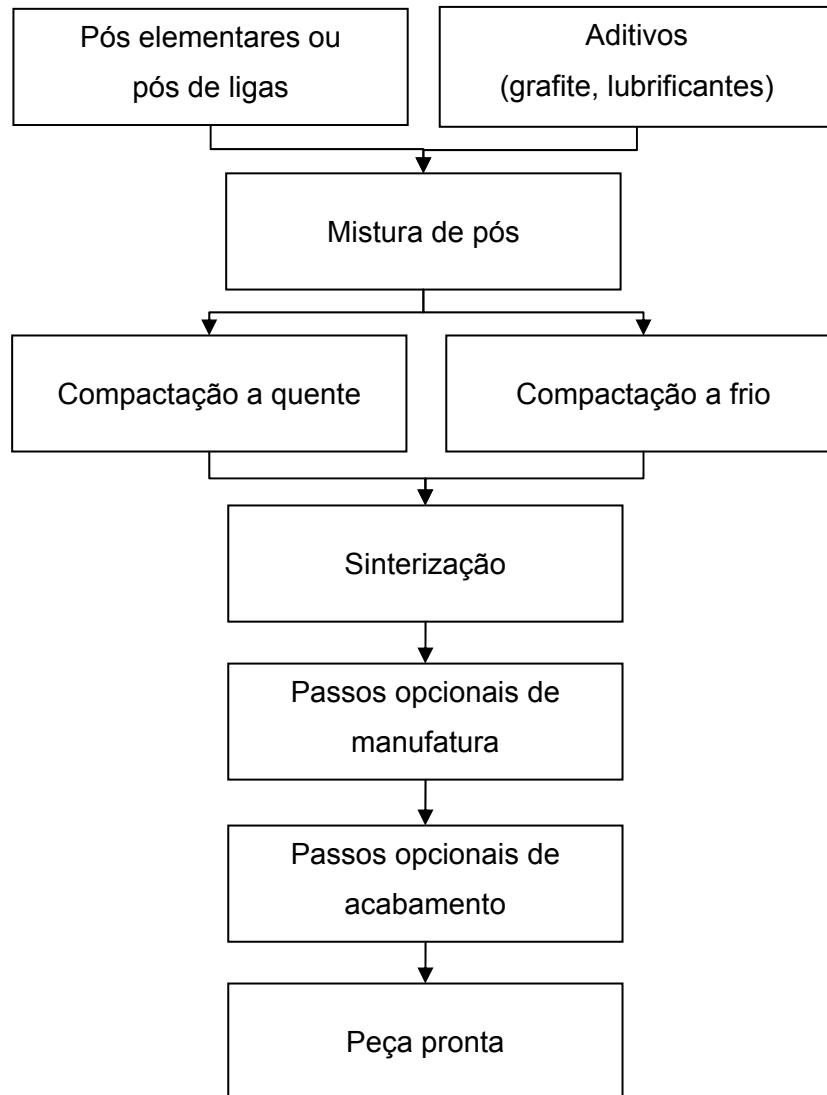 Pós elementares ou
pós de ligas
Aditivos
(grafite, lubrificantes)
Mistura de pós
Compactação a quente
Compactação a frio
Sinterização
Passos opcionais de
manufatura
Passos opcionais de
acabamento
Peça pronta